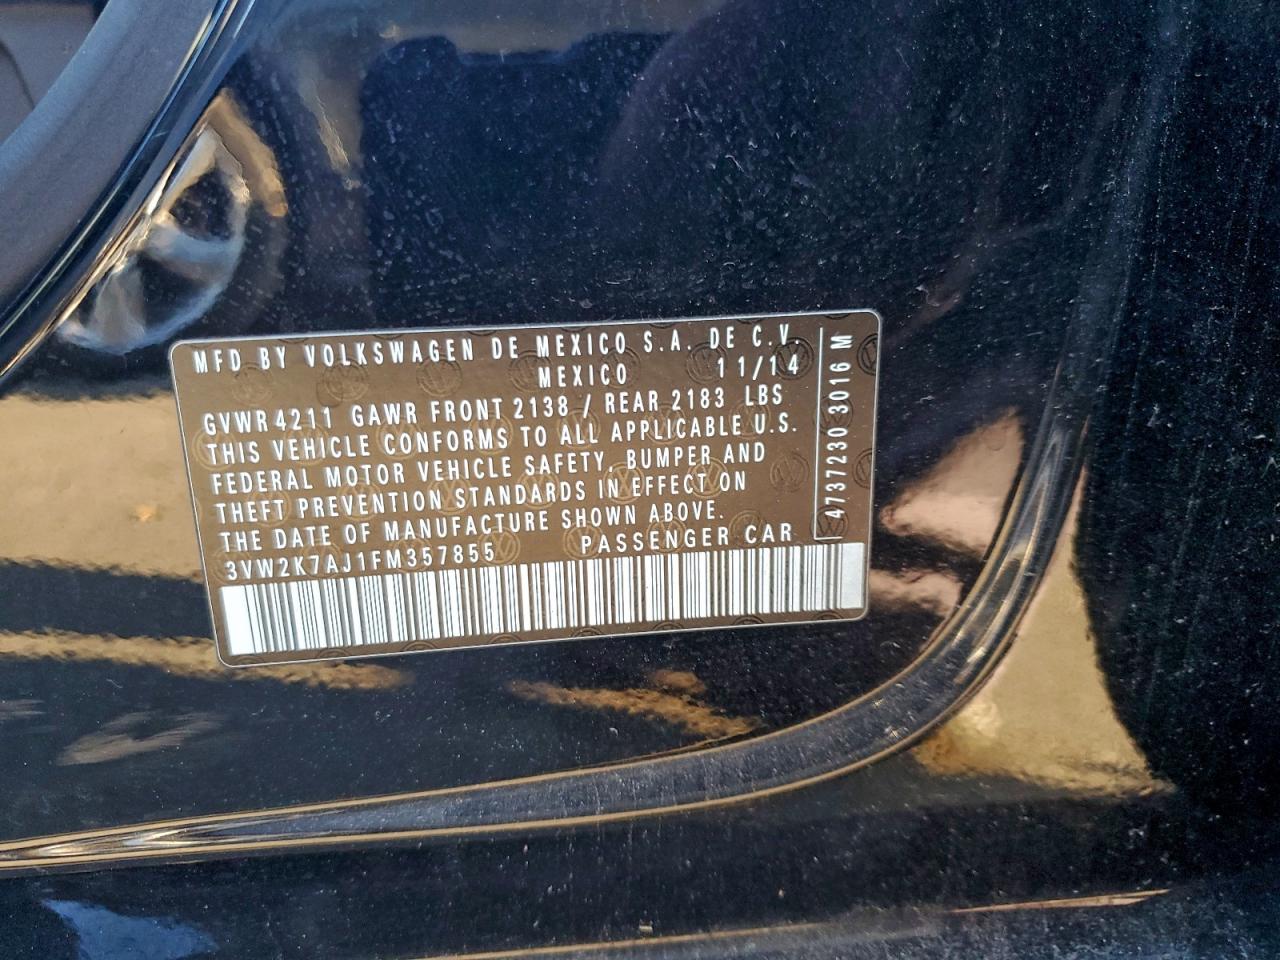 MFD BY VOLKSWAGEN DE MEXICO S.A. DE C.V.
MEXICO 11/14
GVWR 4211 GAWR FRONT 2138 / REAR 2183 LBS
THIS VEHICLE CONFORMS TO ALL APPLICABLE U.S.
FEDERAL MOTOR VEHICLE SAFETY, BUMPER AND
THEFT PREVENTION STANDARDS IN EFFECT ON
THE DATE OF MANUFACTURE SHOWN ABOVE.
3VW2K7AJ1FM357855 PASSENGER CAR
4737230 3016 M